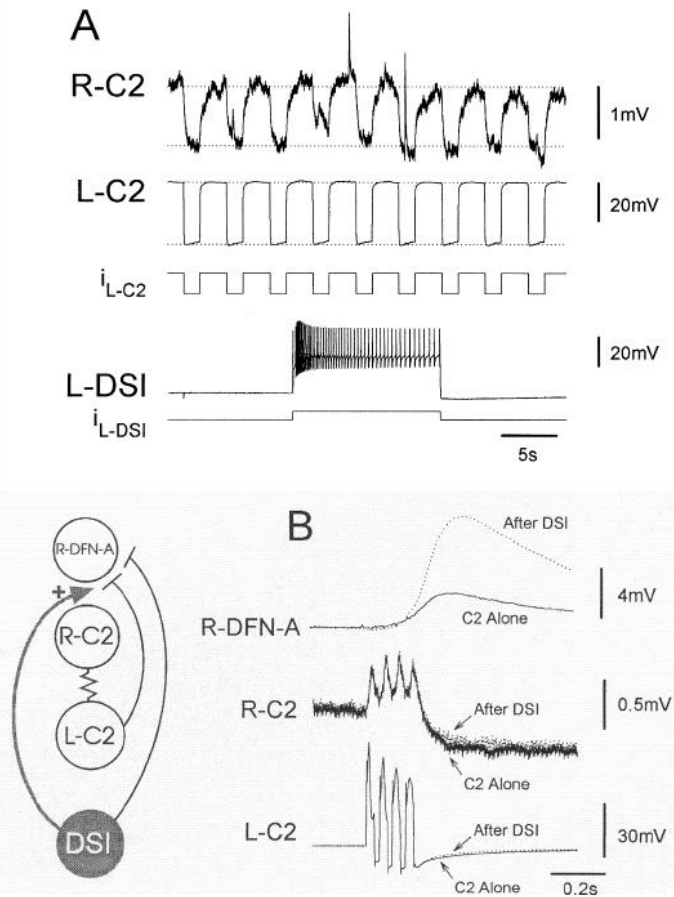 A
R-C2
1mV
L-C2
20mV
iL-C2
20mV
L-DSI
iL-DSI
5s
B
R-DFN-A
+
R-C2
L-C2
DSI
After DSI
4mV
C2 Alone
R-DFN-A
R-C2
0.5mV
After DSI
C2 Alone
L-C2
After DSI
30mV
C2 Alone
0.2s